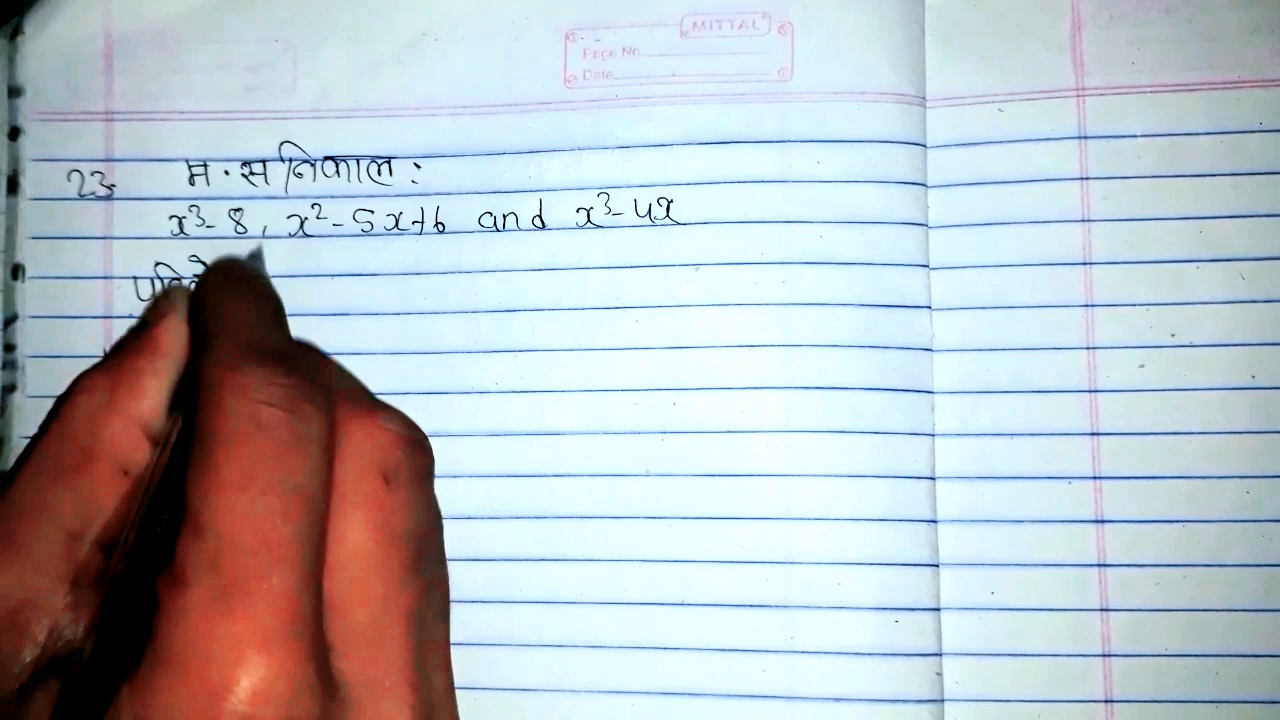 MITTAL
Page No.
Date
23. म.स निकाल:
x³-8, x²-5x+6 and x³-4x